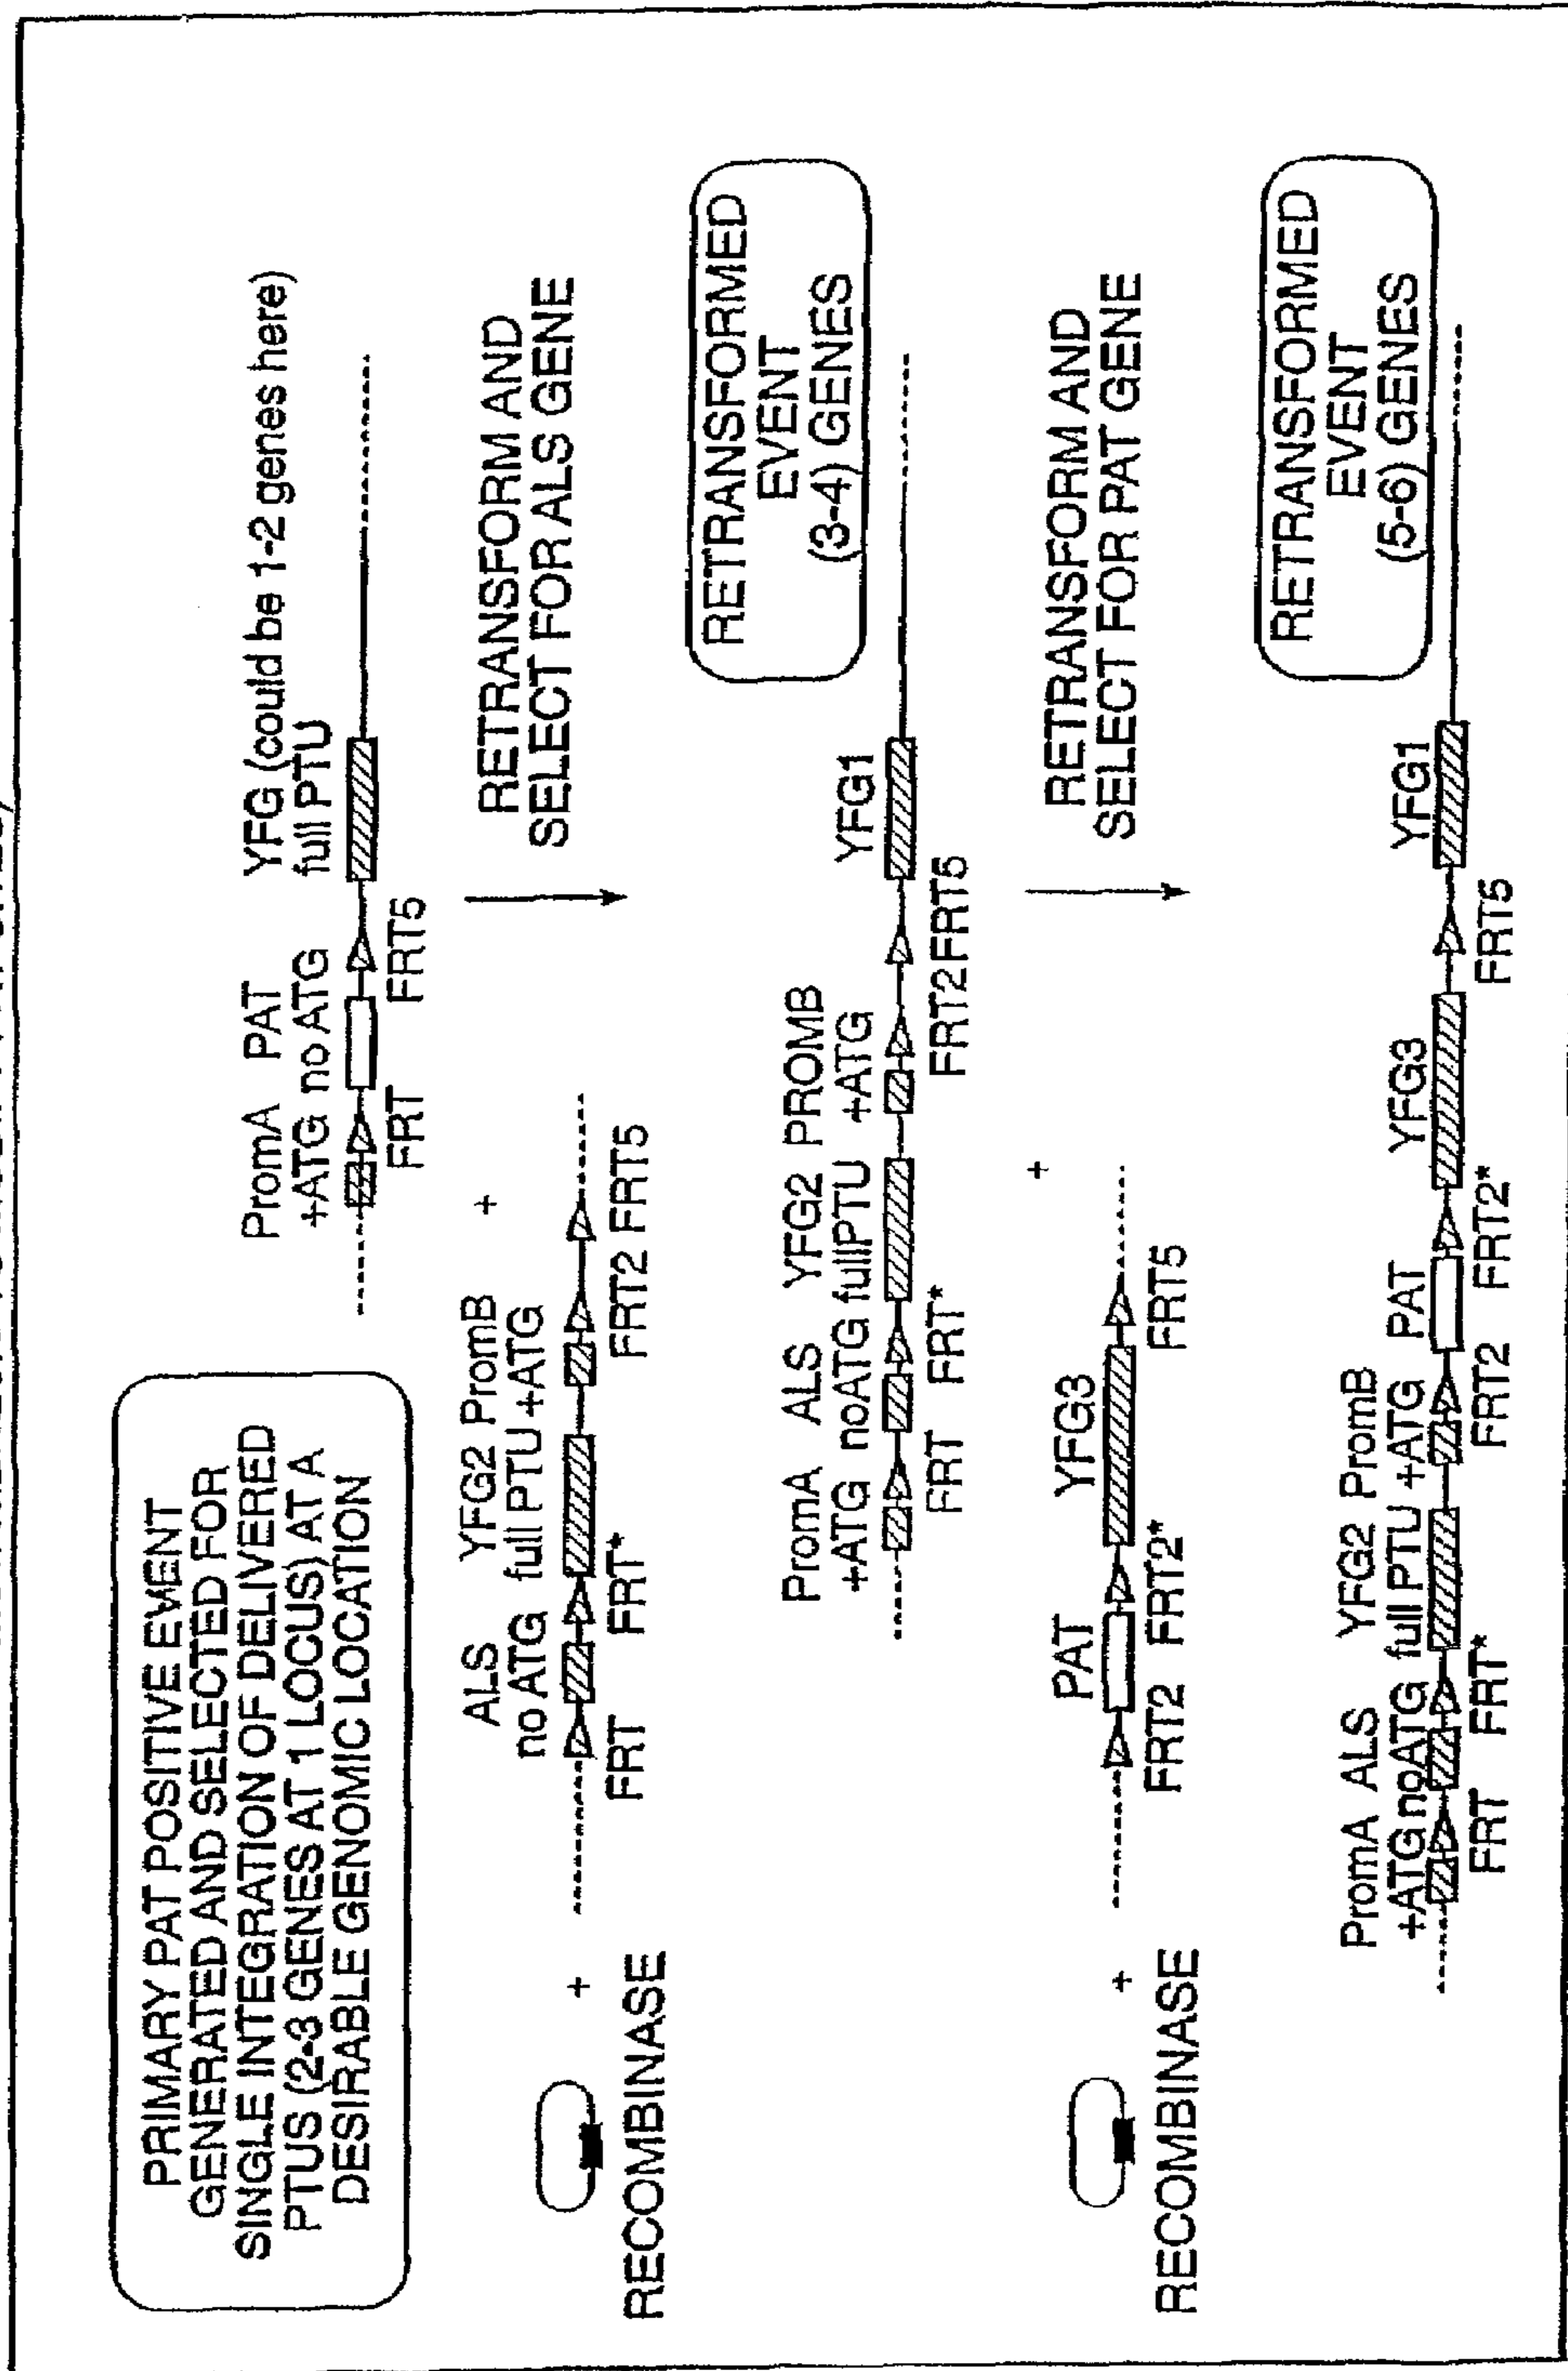 PRIMARY PAT POSITIVE EVENT
GENERATED AND SELECTED FOR
SINGLE INTEGRATION OF DELIVERED
PTUS (2-3 GENES AT 1 LOCUS) AT A
DESIRABLE GENOMIC LOCATION
PromA PAT YFG (could be 1-2 genes here)
+ATG no ATG full PTU
FRT FRT5
ALS YFG2 PromB
no ATG full PTU +ATG
+ +
FRT FRT* FRT2 FRT5
RECOMBINASE
RETRANSFORM AND
SELECT FOR ALS GENE
RETRANSFORMED
EVENT
(3-4) GENES
PromA ALS YFG2 PROMB YFG1
+ATG noATG fullPTU +ATG
FRT FRT* FRT2FRT5
RETRANSFORM AND
SELECT FOR PAT GENE
PAT YFG3
+ +
FRT2 FRT2* FRT5
RECOMBINASE
RETRANSFORMED
EVENT
(5-6) GENES
PromA ALS YFG2 PromB PAT YFG3 YFG1
+ATG noATG full PTU +ATG
FRT FRT* FRT2 FRT2* FRT5